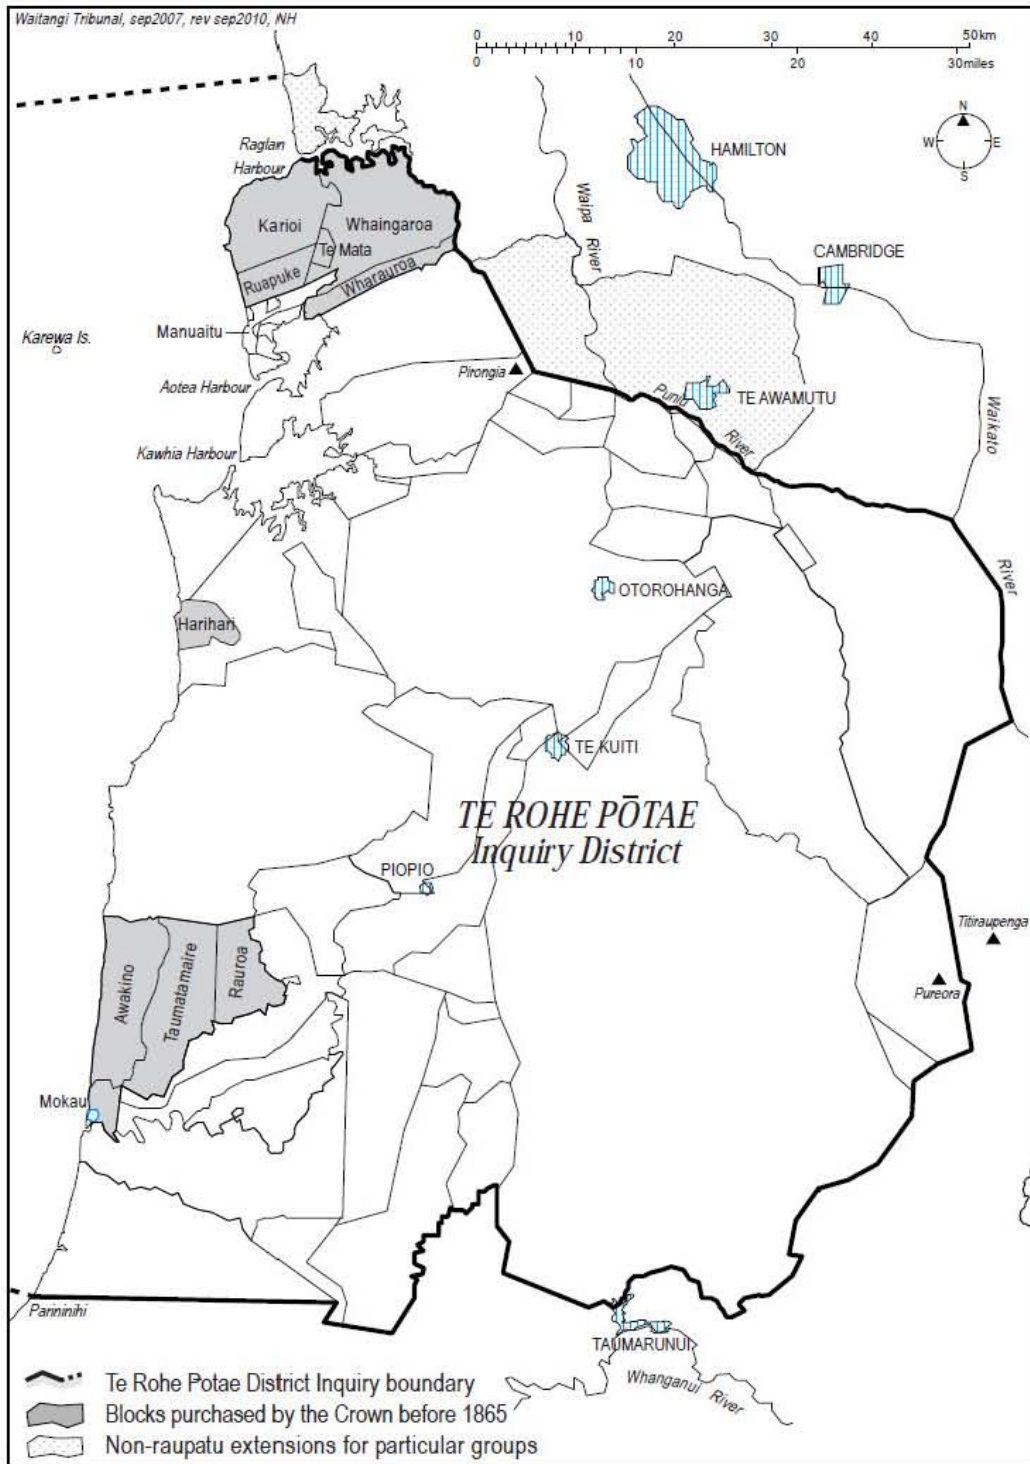 Waitangi Tribunal, sep2007, rev sep2010, NH
0 10 20 30 40 50km
0 10 20 30miles
N
W E
S
HAMILTON
Raglain
Harbour
Waipa
River
Karioi
Whaingaroa
Te Mata
CAMBRIDGE
Ruapuke
Wharauroa
Manuaitu
Karewa Is.
Pirongia
Aotea Harbour
Puniu
River
TE AWAMUTU
Waikato
River
Kawhia Harbour
OTOROHANGA
Harihari
TE KUITI
TE ROHE PŌTAE
Inquiry District
PIOPIO
Titiraupenga
Pureora
Awakino
Taumatamaire
Rauroa
Mokau
Parininihi
TAUMARUNUI
Whanganui River
Te Rohe Potae District Inquiry boundary
Blocks purchased by the Crown before 1865
Non-raupatu extensions for particular groups